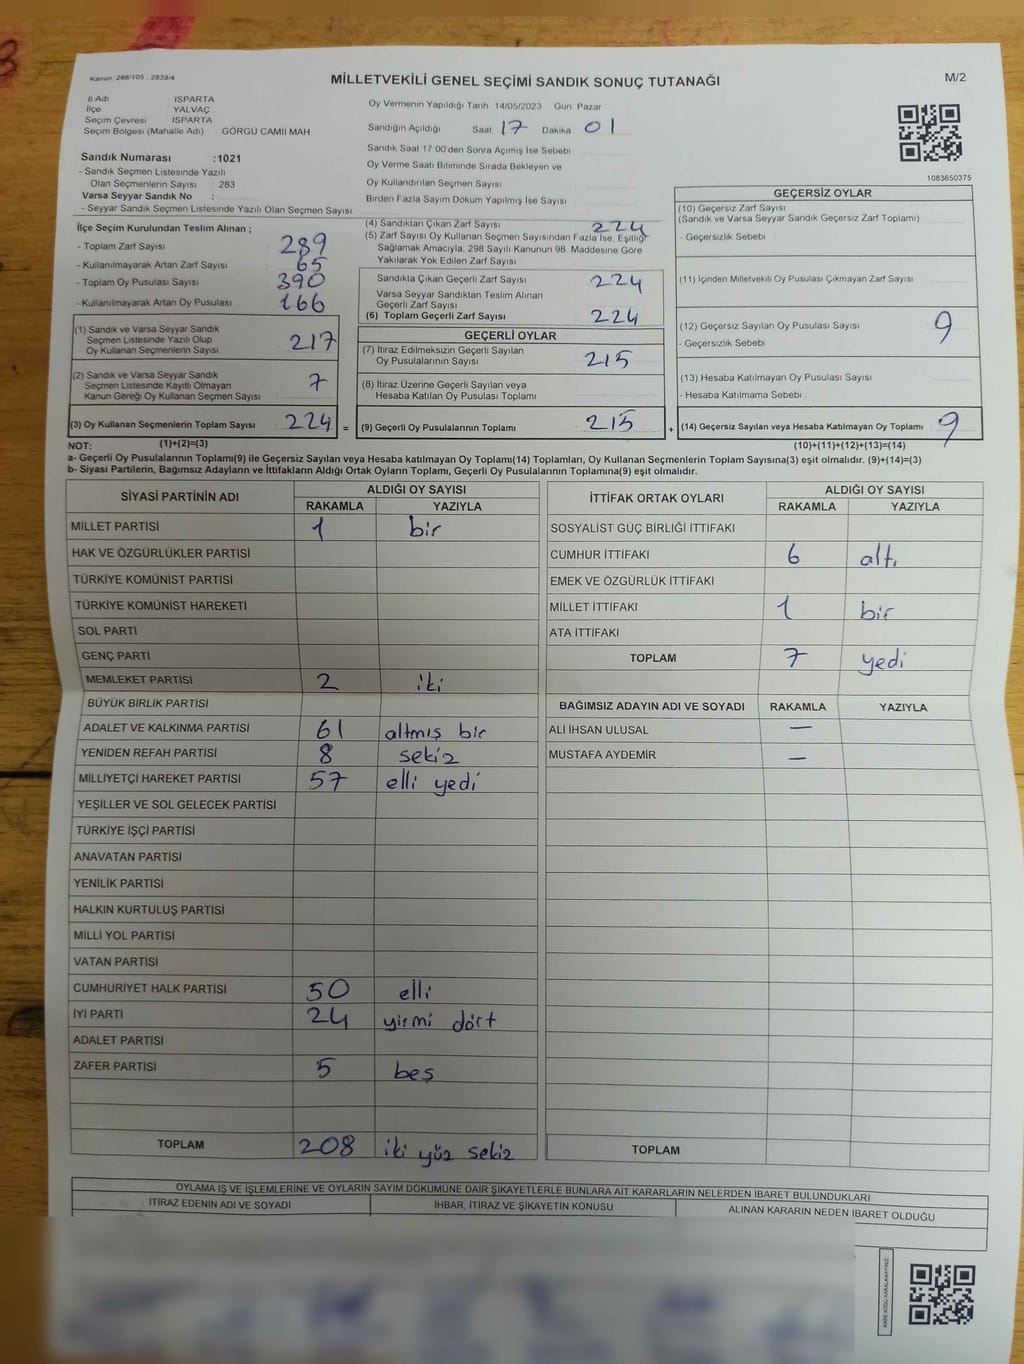 Kanun: 298/105 . 2839/4
MİLLETVEKİLİ GENEL SEÇİMİ SANDIK SONUÇ TUTANAĞI
M/2
İl Adı ISPARTA
İlçe YALVAÇ
Seçim Çevresi ISPARTA
Seçim Bölgesi (Mahalle Adı) : GÖRGÜ CAMİİ MAH
Sandık Numarası :1021
- Sandık Seçmen Listesinde Yazılı
Olan Seçmenlerin Sayısı : 283
Varsa Seyyar Sandık No :
- Seyyar Sandık Seçmen Listesinde Yazılı Olan Seçmen Sayısı
Oy Vermenin Yapıldığı Tarih 14/05/2023 Gün Pazar
Sandığın Açıldığı Saat 17 Dakika 01
Sandık Saat 17 00'den Sonra Açımış İse Sebebi
Oy Verme Saati Bitiminde Sırada Bekleyen ve
Oy Kullandırılan Seçmen Sayısı
Birden Fazla Sayım Döküm Yapılmış İse Sayısı
1083650375
İlçe Seçim Kurulundan Teslim Alınan ;
- Toplam Zarf Sayısı 289
- Kullanılmayarak Artan Zarf Sayısı 65
- Toplam Oy Pusulası Sayısı 390
- Kullanılmayarak Artan Oy Pusulası 166
(1) Sandık ve Varsa Seyyar Sandık
Seçmen Listesinde Yazılı Olup
Oy Kullanan Seçmenlerin Sayısı 217
(2) Sandık ve Varsa Seyyar Sandık
Seçmen Listesinde Kayıtlı Olmayan
Kanun Gereği Oy Kullanan Seçmen Sayısı 7
(3) Oy Kullanan Seçmenlerin Toplam Sayısı 224 =
(4) Sandıktan Çıkan Zarf Sayısı 224
(5) Zarf Sayısı Oy Kullanan Seçmen Sayısından Fazla İse, Eşitliği
Sağlamak Amacıyla, 298 Sayılı Kanunun 98. Maddesine Göre
Yakılarak Yok Edilen Zarf Sayısı
Sandıkta Çıkan Geçerli Zarf Sayısı 224
Varsa Seyyar Sandıktan Teslim Alınan
Geçerli Zarf Sayısı
(6) Toplam Geçerli Zarf Sayısı 224
GEÇERLİ OYLAR
(7) İtiraz Edilmeksizin Geçerli Sayılan
Oy Pusulalarının Sayısı 215
(8) İtiraz Üzerine Geçerli Sayılan veya
Hesaba Katılan Oy Pusulası Toplamı
(9) Geçerli Oy Pusulalarının Toplamı 215 +
GEÇERSİZ OYLAR
(10) Geçersiz Zarf Sayısı
(Sandık ve Varsa Seyyar Sandık Geçersiz Zarf Toplamı)
- Geçersizlik Sebebi
(11) İçinden Milletvekili Oy Pusulası Çıkmayan Zarf Sayısı
(12) Geçersiz Sayılan Oy Pusulası Sayısı 9
- Geçersizlik Sebebi
(13) Hesaba Katılmayan Oy Pusulası Sayısı
- Hesaba Katılmama Sebebi
(14) Geçersiz Sayılan veya Hesaba Katılmayan Oy Toplamı 9
NOT: (1)+(2)=(3) (10)+(11)+(12)+(13)=(14)
a- Geçerli Oy Pusulalarının Toplamı(9) ile Geçersiz Sayılan veya Hesaba katılmayan Oy Toplamı(14) Toplamları, Oy Kullanan Seçmenlerin Toplam Sayısına(3) eşit olmalıdır. (9)+(14)=(3)
b- Siyasi Partilerin, Bağımsız Adayların ve İttifakların Aldığı Ortak Oyların Toplamı, Geçerli Oy Pusulalarının Toplamına(9) eşit olmalıdır.
SİYASİ PARTİNİN ADI ALDIĞI OY SAYISI
RAKAMLA YAZIYLA
MİLLET PARTİSİ 1 bir
HAK VE ÖZGÜRLÜKLER PARTİSİ
TÜRKİYE KOMÜNİST PARTİSİ
TÜRKİYE KOMÜNİST HAREKETİ
SOL PARTİ
GENÇ PARTİ
MEMLEKET PARTİSİ 2 iki
BÜYÜK BİRLİK PARTİSİ
ADALET VE KALKINMA PARTİSİ 61 altmış bir
YENİDEN REFAH PARTİSİ 8 sekiz
MİLLİYETÇİ HAREKET PARTİSİ 57 elli yedi
YEŞİLLER VE SOL GELECEK PARTİSİ
TÜRKİYE İŞÇİ PARTİSİ
ANAVATAN PARTİSİ
YENİLİK PARTİSİ
HALKIN KURTULUŞ PARTİSİ
MİLLİ YOL PARTİSİ
VATAN PARTİSİ
CUMHURİYET HALK PARTİSİ 50 elli
İYİ PARTİ 24 yirmi dört
ADALET PARTİSİ
ZAFER PARTİSİ 5 beş
TOPLAM 208 iki yüz sekiz
İTTİFAK ORTAK OYLARI ALDIĞI OY SAYISI
RAKAMLA YAZIYLA
SOSYALİST GÜÇ BİRLİĞİ İTTİFAKI
CUMHUR İTTİFAKI 6 altı
EMEK VE ÖZGÜRLÜK İTTİFAKI
MİLLET İTTİFAKI 1 bir
ATA İTTİFAKI
TOPLAM 7 yedi
BAĞIMSIZ ADAYIN ADI VE SOYADI RAKAMLA YAZIYLA
ALİ İHSAN ULUSAL —
MUSTAFA AYDEMİR —
TOPLAM
OYLAMA İŞ VE İŞLEMLERİNE VE OYLARIN SAYIM DÖKÜMÜNE DAİR ŞİKAYETLERLE BUNLARA AİT KARARLARIN NELERDEN İBARET BULUNDUKLARI
İTİRAZ EDENİN ADI VE SOYADI İHBAR, İTİRAZ VE ŞİKAYETİN KONUSU ALINAN KARARIN NEDEN İBARET OLDUĞU
KARE KODU KARALAMAYINIZ!